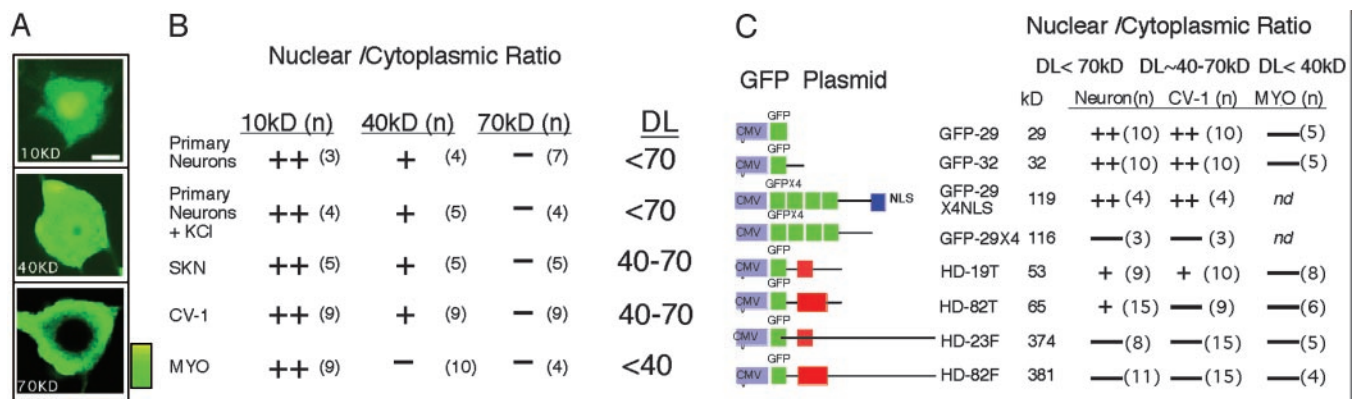 A
10KD
40KD
70KD
B
Nuclear /Cytoplasmic Ratio
10kD (n) 40kD (n) 70kD (n) DL
Primary Neurons ++ (3) + (4) − (7) <70
Primary Neurons + KCl ++ (4) + (5) − (4) <70
SKN ++ (5) + (5) − (5) 40-70
CV-1 ++ (9) + (9) − (9) 40-70
MYO ++ (9) − (10) − (4) <40
C
Nuclear /Cytoplasmic Ratio
DL< 70kD DL~40-70kD DL< 40kD
GFP Plasmid
kD Neuron(n) CV-1 (n) MYO (n)
GFP
CMV GFP-29 29 ++ (10) ++ (10) — (5)
GFP
CMV GFP-32 32 ++ (10) ++ (10) — (5)
GFPX4
CMV NLS GFP-29 X4NLS 119 ++ (4) ++ (4) nd
GFPX4
CMV GFP-29X4 116 — (3) — (3) nd
GFP
CMV HD-19T 53 + (9) + (10) — (8)
GFP
CMV HD-82T 65 + (15) — (9) — (6)
GFP
CMV HD-23F 374 — (8) — (15) — (5)
GFP
CMV HD-82F 381 — (11) — (15) — (4)